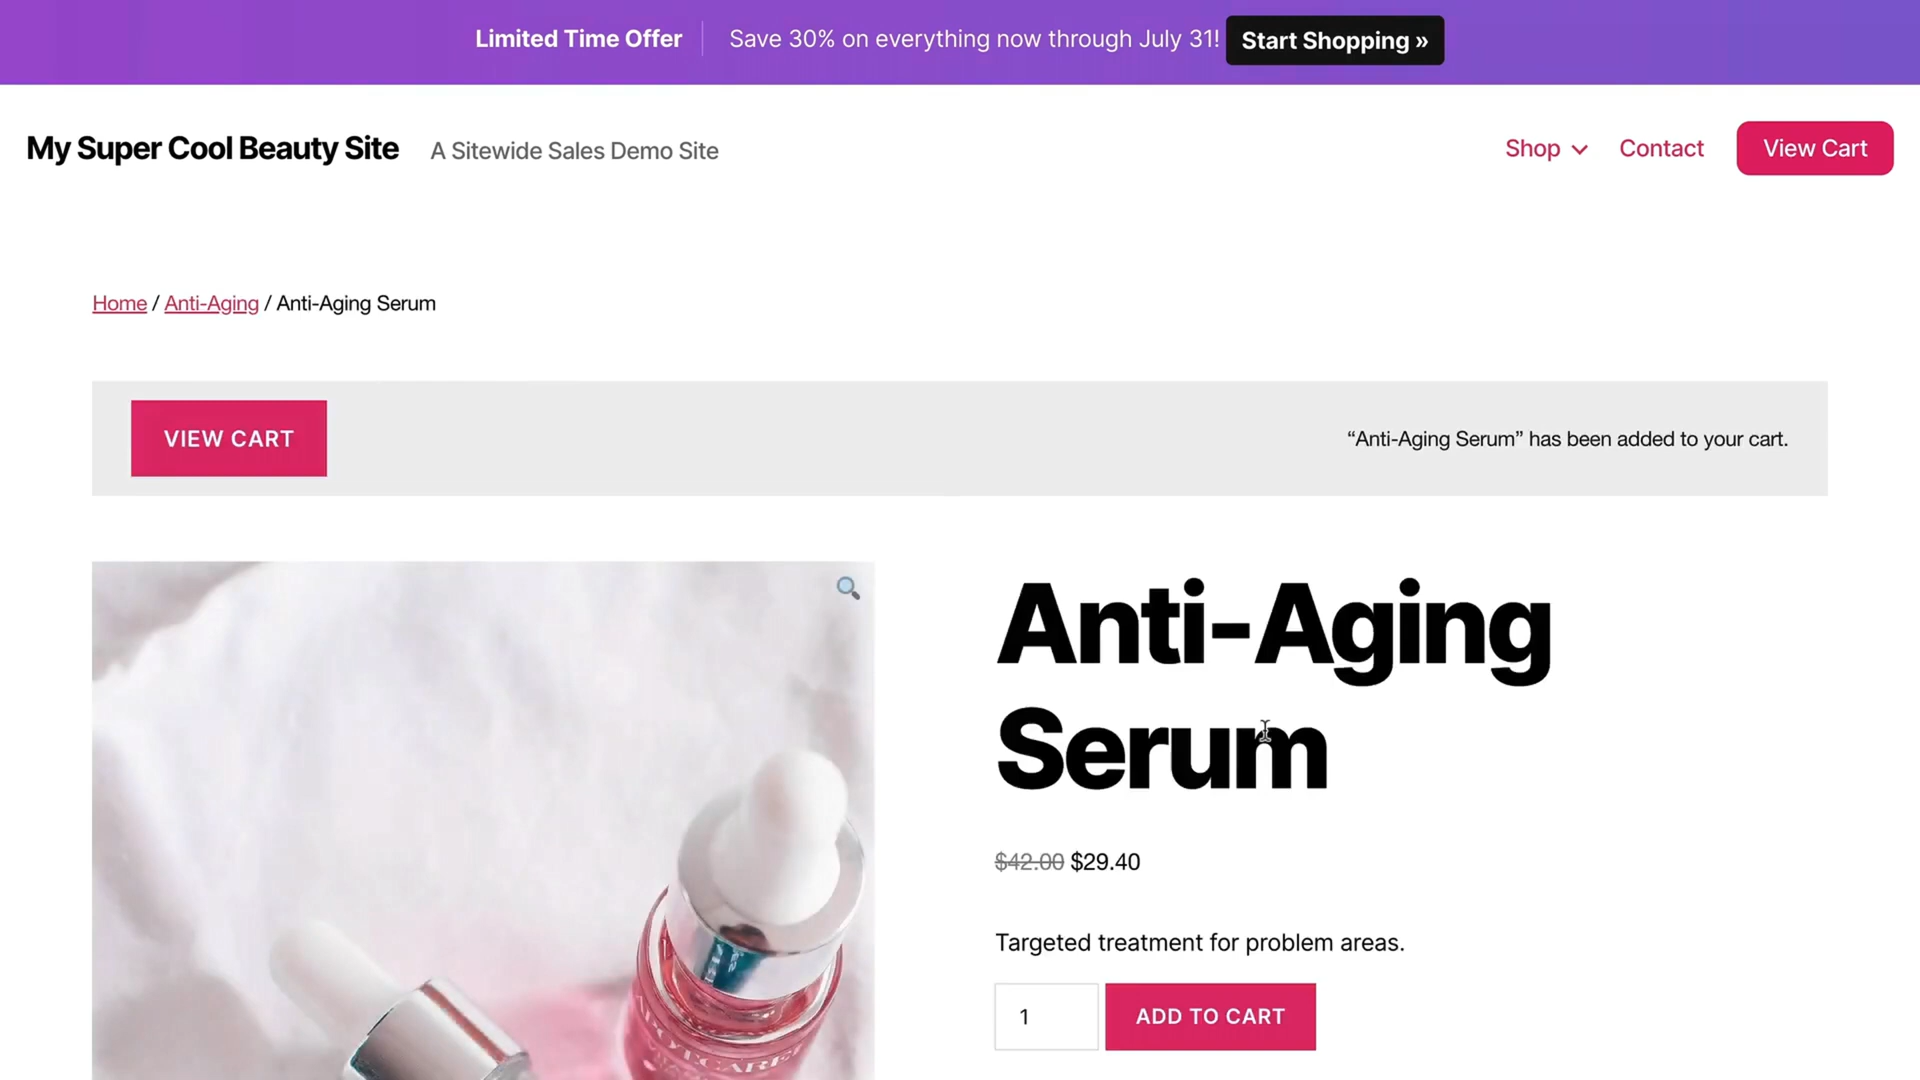 Limited Time Offer Save 30% on everything now through July 31! Start Shopping »
My Super Cool Beauty Site A Sitewide Sales Demo Site Shop Contact View Cart
Home / Anti-Aging / Anti-Aging Serum
VIEW CART “Anti-Aging Serum” has been added to your cart.
Anti-Aging
Serum
$42.00 $29.40
Targeted treatment for problem areas.
1 ADD TO CART